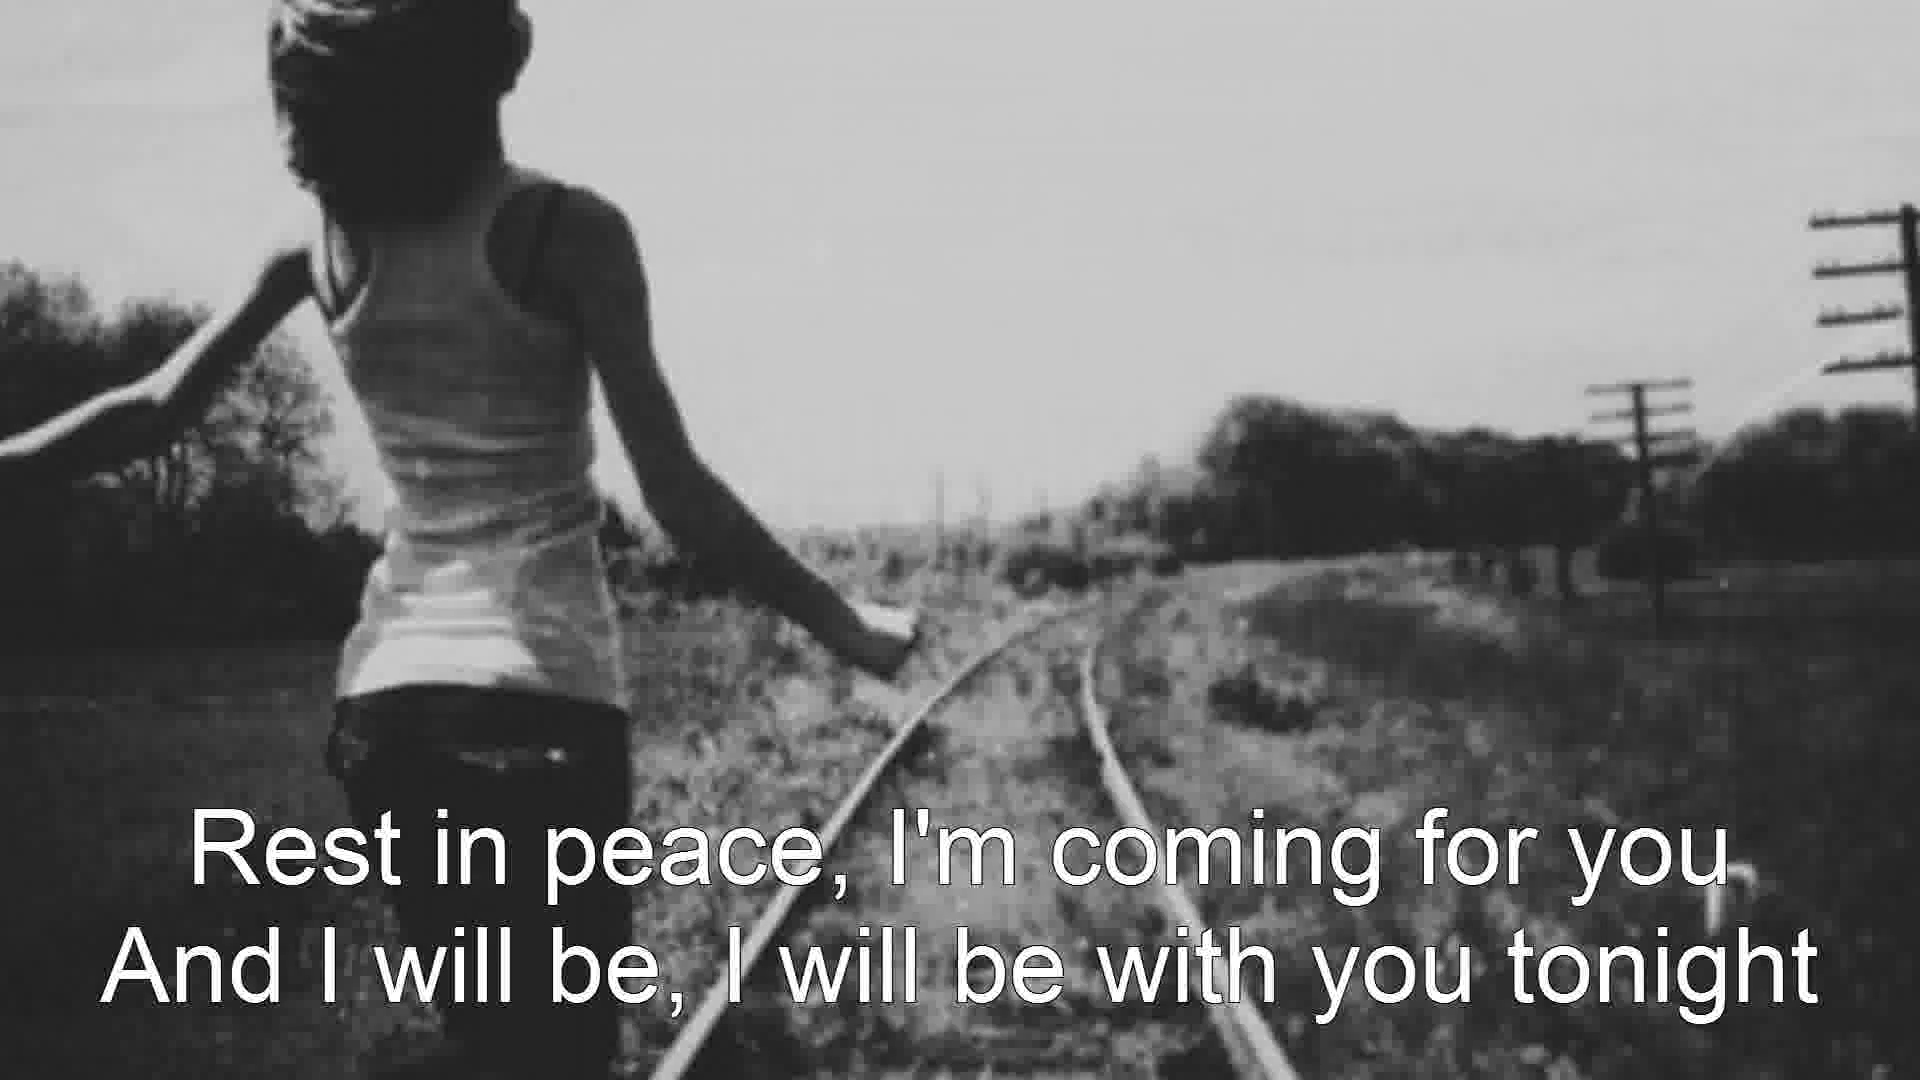 Rest in peace, I'm coming for you
And I will be, I will be with you tonight